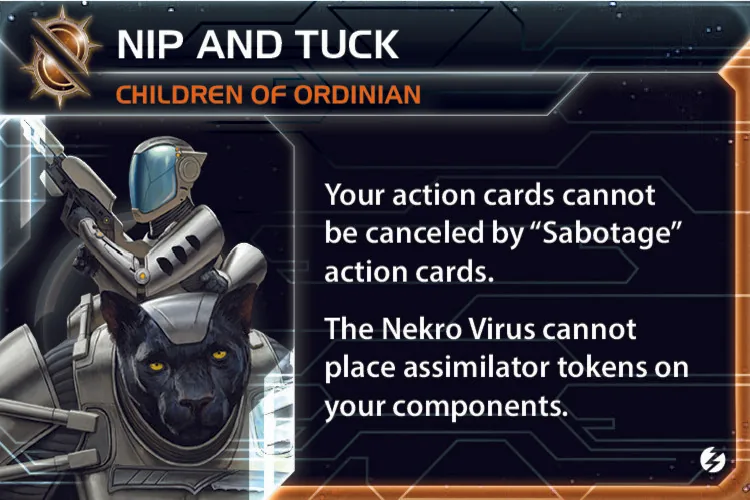 NIP AND TUCK
CHILDREN OF ORDINIAN
Your action cards cannot
be canceled by “Sabotage”
action cards.
The Nekro Virus cannot
place assimilator tokens on
your components.